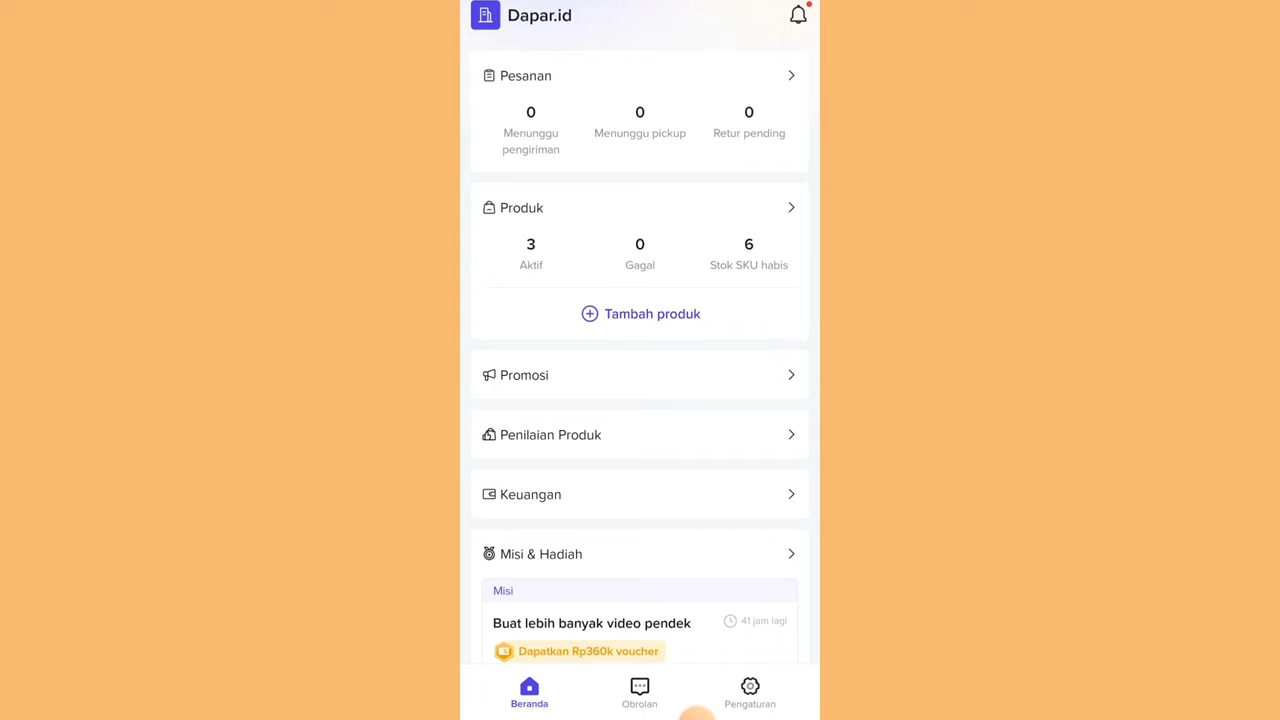 Dapar.id
Pesanan
0
0
0
Menunggu pengiriman
Menunggu pickup
Retur pending
Produk
3
0
6
Aktif
Gagal
Stok SKU habis
Tambah produk
Promosi
Penilaian Produk
Keuangan
Misi & Hadiah
Misi
Buat lebih banyak video pendek
41 jam lagi
Dapatkan Rp360k voucher
Beranda
Obrolan
Pengaturan